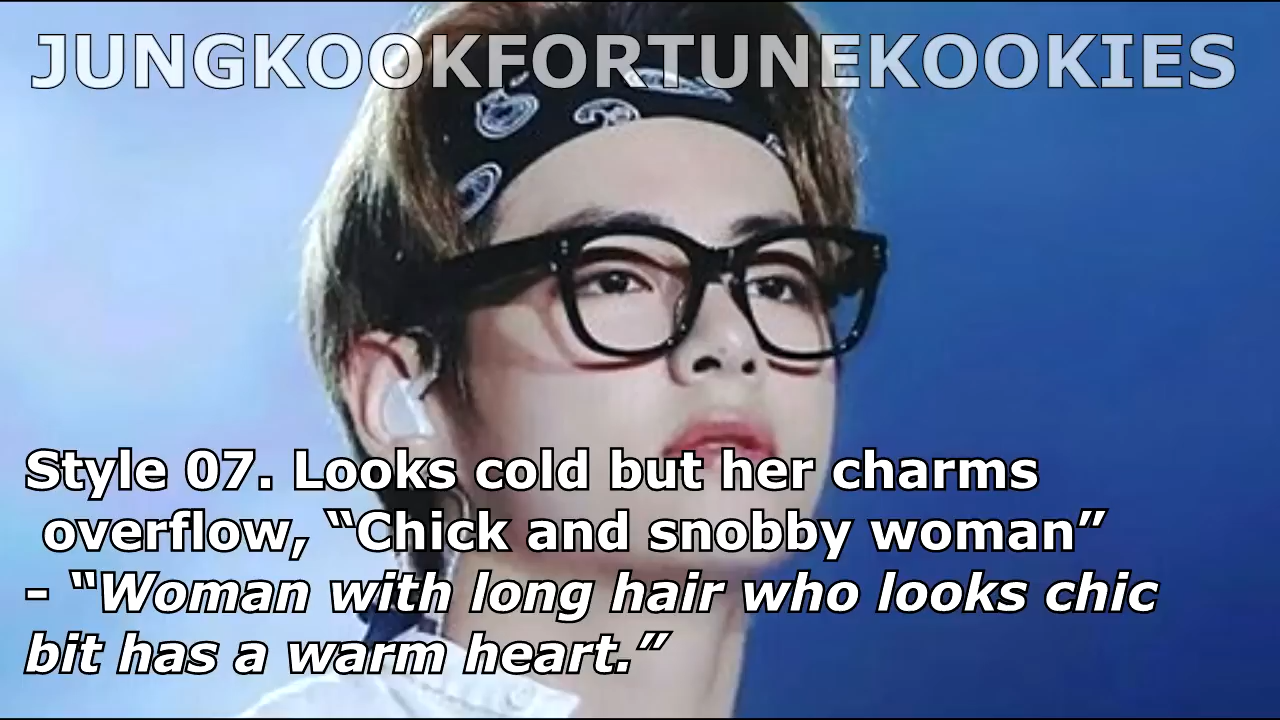 JUNGKOOKFORTUNEKOOKIES
Style 07. Looks cold but her charms
overflow, “Chick and snobby woman”
- “Woman with long hair who looks chic
bit has a warm heart.”